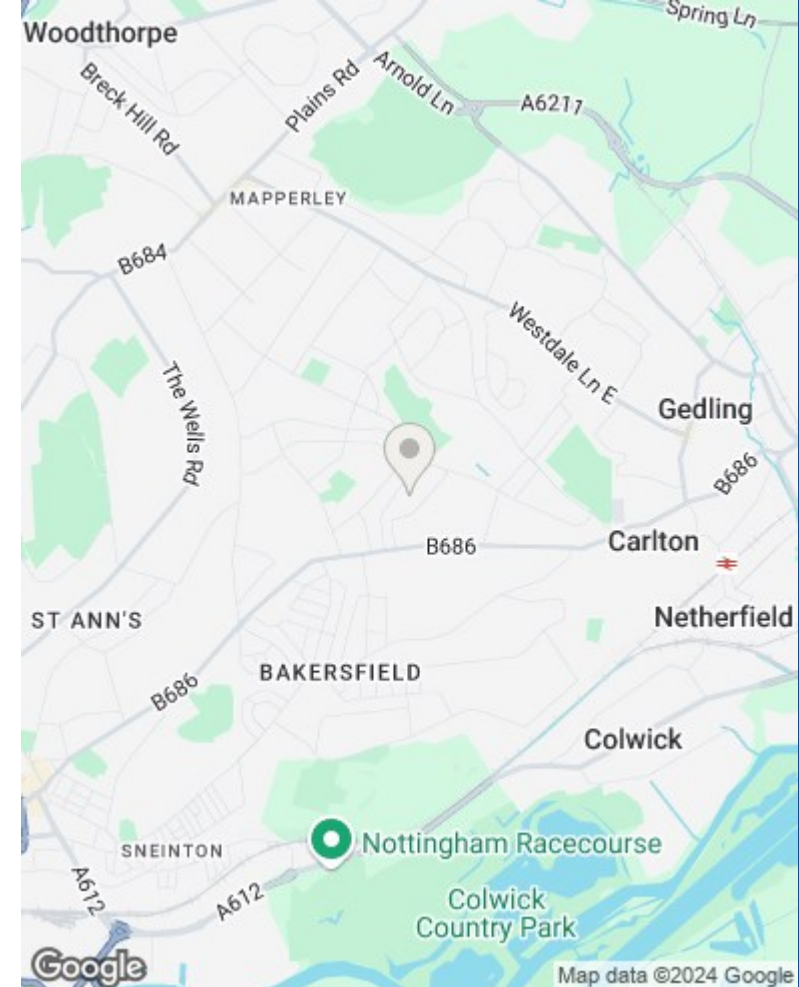 Spring Ln
Woodthorpe
Breck Hill Rd
Plains Rd
Arnold Ln
A6211
MAPPERLEY
B684
Westdale Ln E
The Wells Rd
Gedling
B686
B686
Carlton
ST ANN'S
Netherfield
BAKERSFIELD
B686
Colwick
SNEINTON
Nottingham Racecourse
A612
A612
Colwick
Country Park
Google
Map data ©2024 Google